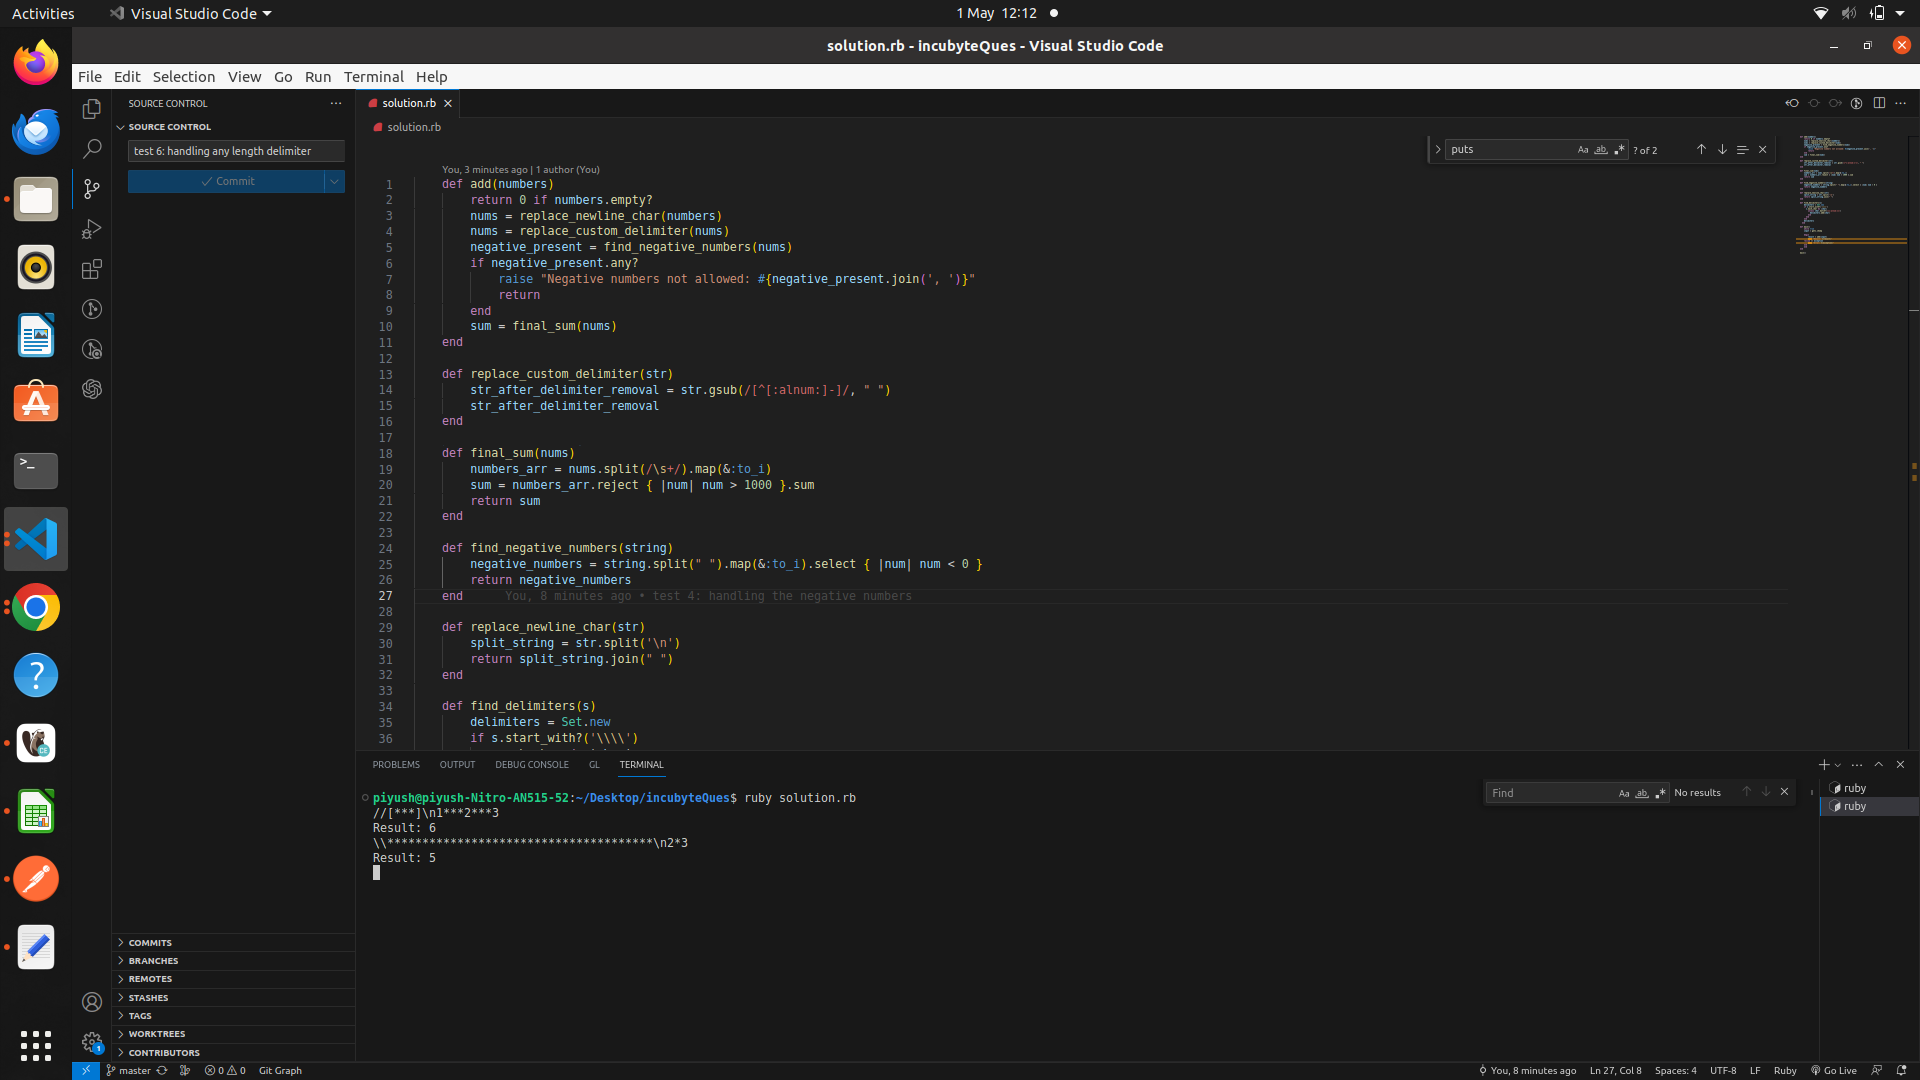 Activities
Visual Studio Code
1 May 12:12
solution.rb - incubyteQues - Visual Studio Code
File Edit Selection View Go Run Terminal Help
SOURCE CONTROL
SOURCE CONTROL
test 6: handling any length delimiter
Commit
solution.rb
solution.rb
puts
Aa ab
? of 2
You, 3 minutes ago | 1 author (You)
1 def add(numbers)
2 return 0 if numbers.empty?
3 nums = replace_newline_char(numbers)
4 nums = replace_custom_delimiter(nums)
5 negative_present = find_negative_numbers(nums)
6 if negative_present.any?
7 raise "Negative numbers not allowed: #{negative_present.join(', ')}"
8 return
9 end
10 sum = final_sum(nums)
11 end
12
13 def replace_custom_delimiter(str)
14 str_after_delimiter_removal = str.gsub(/[^[:alnum:]-]/, " ")
15 str_after_delimiter_removal
16 end
17
18 def final_sum(nums)
19 numbers_arr = nums.split(/\s+/).map(&:to_i)
20 sum = numbers_arr.reject { |num| num > 1000 }.sum
21 return sum
22 end
23
24 def find_negative_numbers(string)
25 negative_numbers = string.split(" ").map(&:to_i).select { |num| num < 0 }
26 return negative_numbers
27 end You, 8 minutes ago • test 4: handling the negative numbers
28
29 def replace_newline_char(str)
30 split_string = str.split('\n')
31 return split_string.join(" ")
32 end
33
34 def find_delimiters(s)
35 delimiters = Set.new
36 if s.start_with?('\\\\')
PROBLEMS OUTPUT DEBUG CONSOLE GL TERMINAL
piyush@piyush-Nitro-AN515-52:~/Desktop/incubyteQues$ ruby solution.rb
//[***]\n1***2***3
Result: 6
\\**************************************\n2*3
Result: 5
Find
Aa ab
No results
ruby
ruby
COMMITS
BRANCHES
REMOTES
STASHES
TAGS
WORKTREES
CONTRIBUTORS
1
master
0 0
Git Graph
You, 8 minutes ago
Ln 27, Col 8
Spaces: 4
UTF-8
LF
Ruby
Go Live